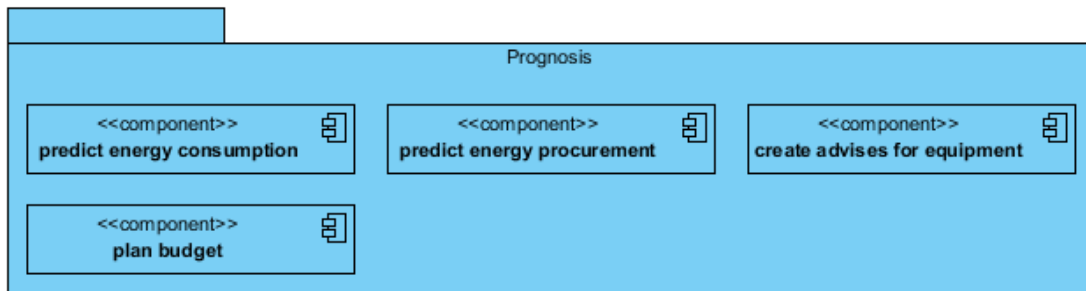 Prognosis
<<component>>
predict energy consumption
<<component>>
predict energy procurement
<<component>>
create advises for equipment
<<component>>
plan budget